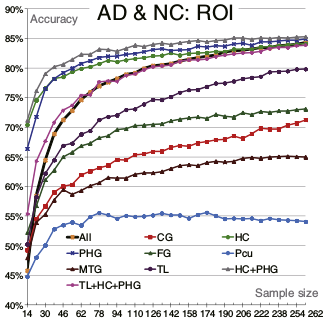 AD & NC: ROI
Accuracy
90%
85%
80%
75%
70%
65%
60%
55%
50%
45%
40%
All CG HC
PHG FG Pcu
MTG TL HC+PHG
TL+HC+PHG
Sample size
14 30 46 62 78 94 110 126 142 158 174 190 206 222 238 254 262